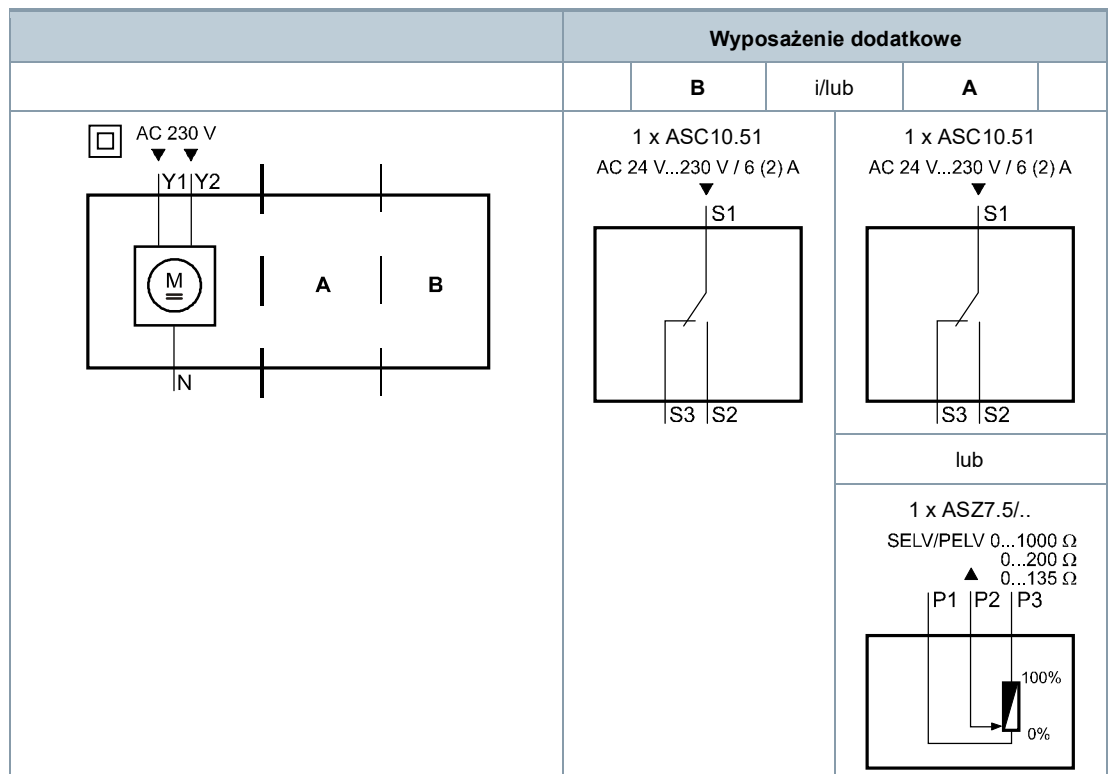 Wyposażenie dodatkowe
B i/lub A
AC 230 V
Y1 Y2
M
A
B
N
1 x ASC10.51
AC 24 V...230 V / 6 (2) A
S1
S3 S2
1 x ASC10.51
AC 24 V...230 V / 6 (2) A
S1
S3 S2
lub
1 x ASZ7.5/..
SELV/PELV 0...1000 Ω
0...200 Ω
0...135 Ω
P1 P2 P3
100%
0%